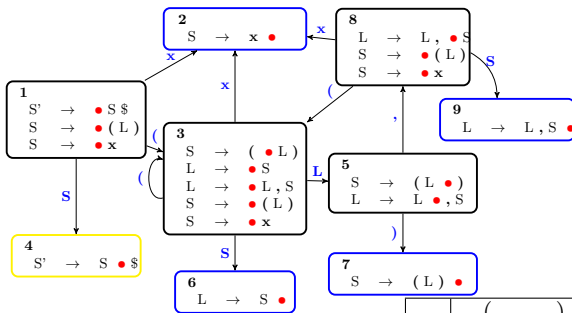 2
S → x ●
8
L → L , ● S
S → ● ( L )
S → ● x
x
x
S
1
S' → ● S $
S → ● ( L )
S → ● x
x
(
,
9
L → L , S ●
3
S → ( ● L )
L → ● S
L → ● L , S
S → ● ( L )
S → ● x
(
(
L
5
S → ( L ● )
L → L ● , S
S
4
S' → S ● $
S
)
6
L → S ●
7
S → ( L ) ●
(